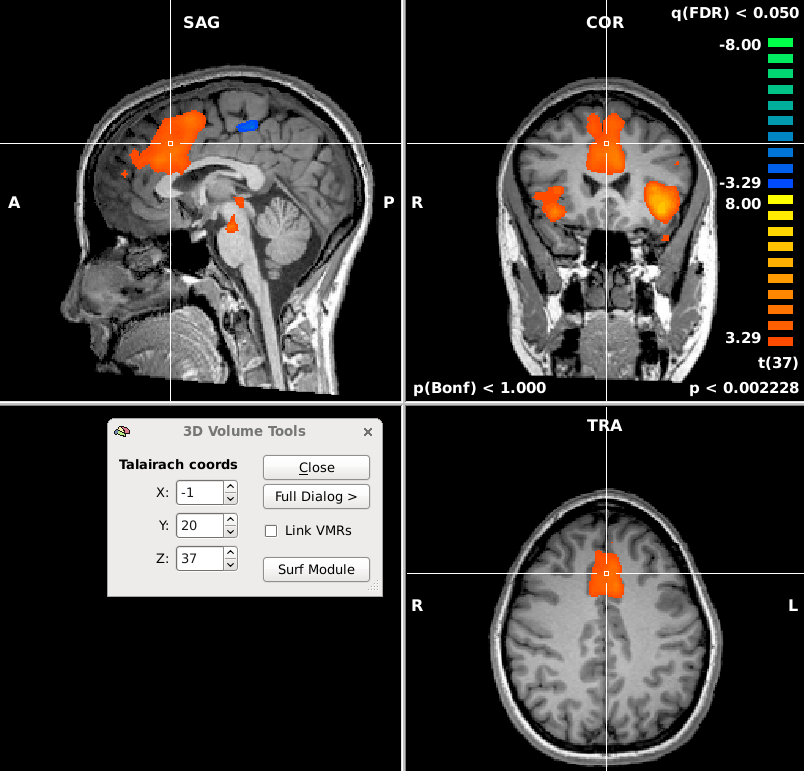 SAG
A
P
COR
q(FDR) < 0.050
-8.00
-3.29
8.00
3.29
t(37)
R
p(Bonf) < 1.000
p < 0.002228
3D Volume Tools
Talairach coords
X: -1
Y: 20
Z: 37
Close
Full Dialog >
Link VMRs
Surf Module
TRA
R
L